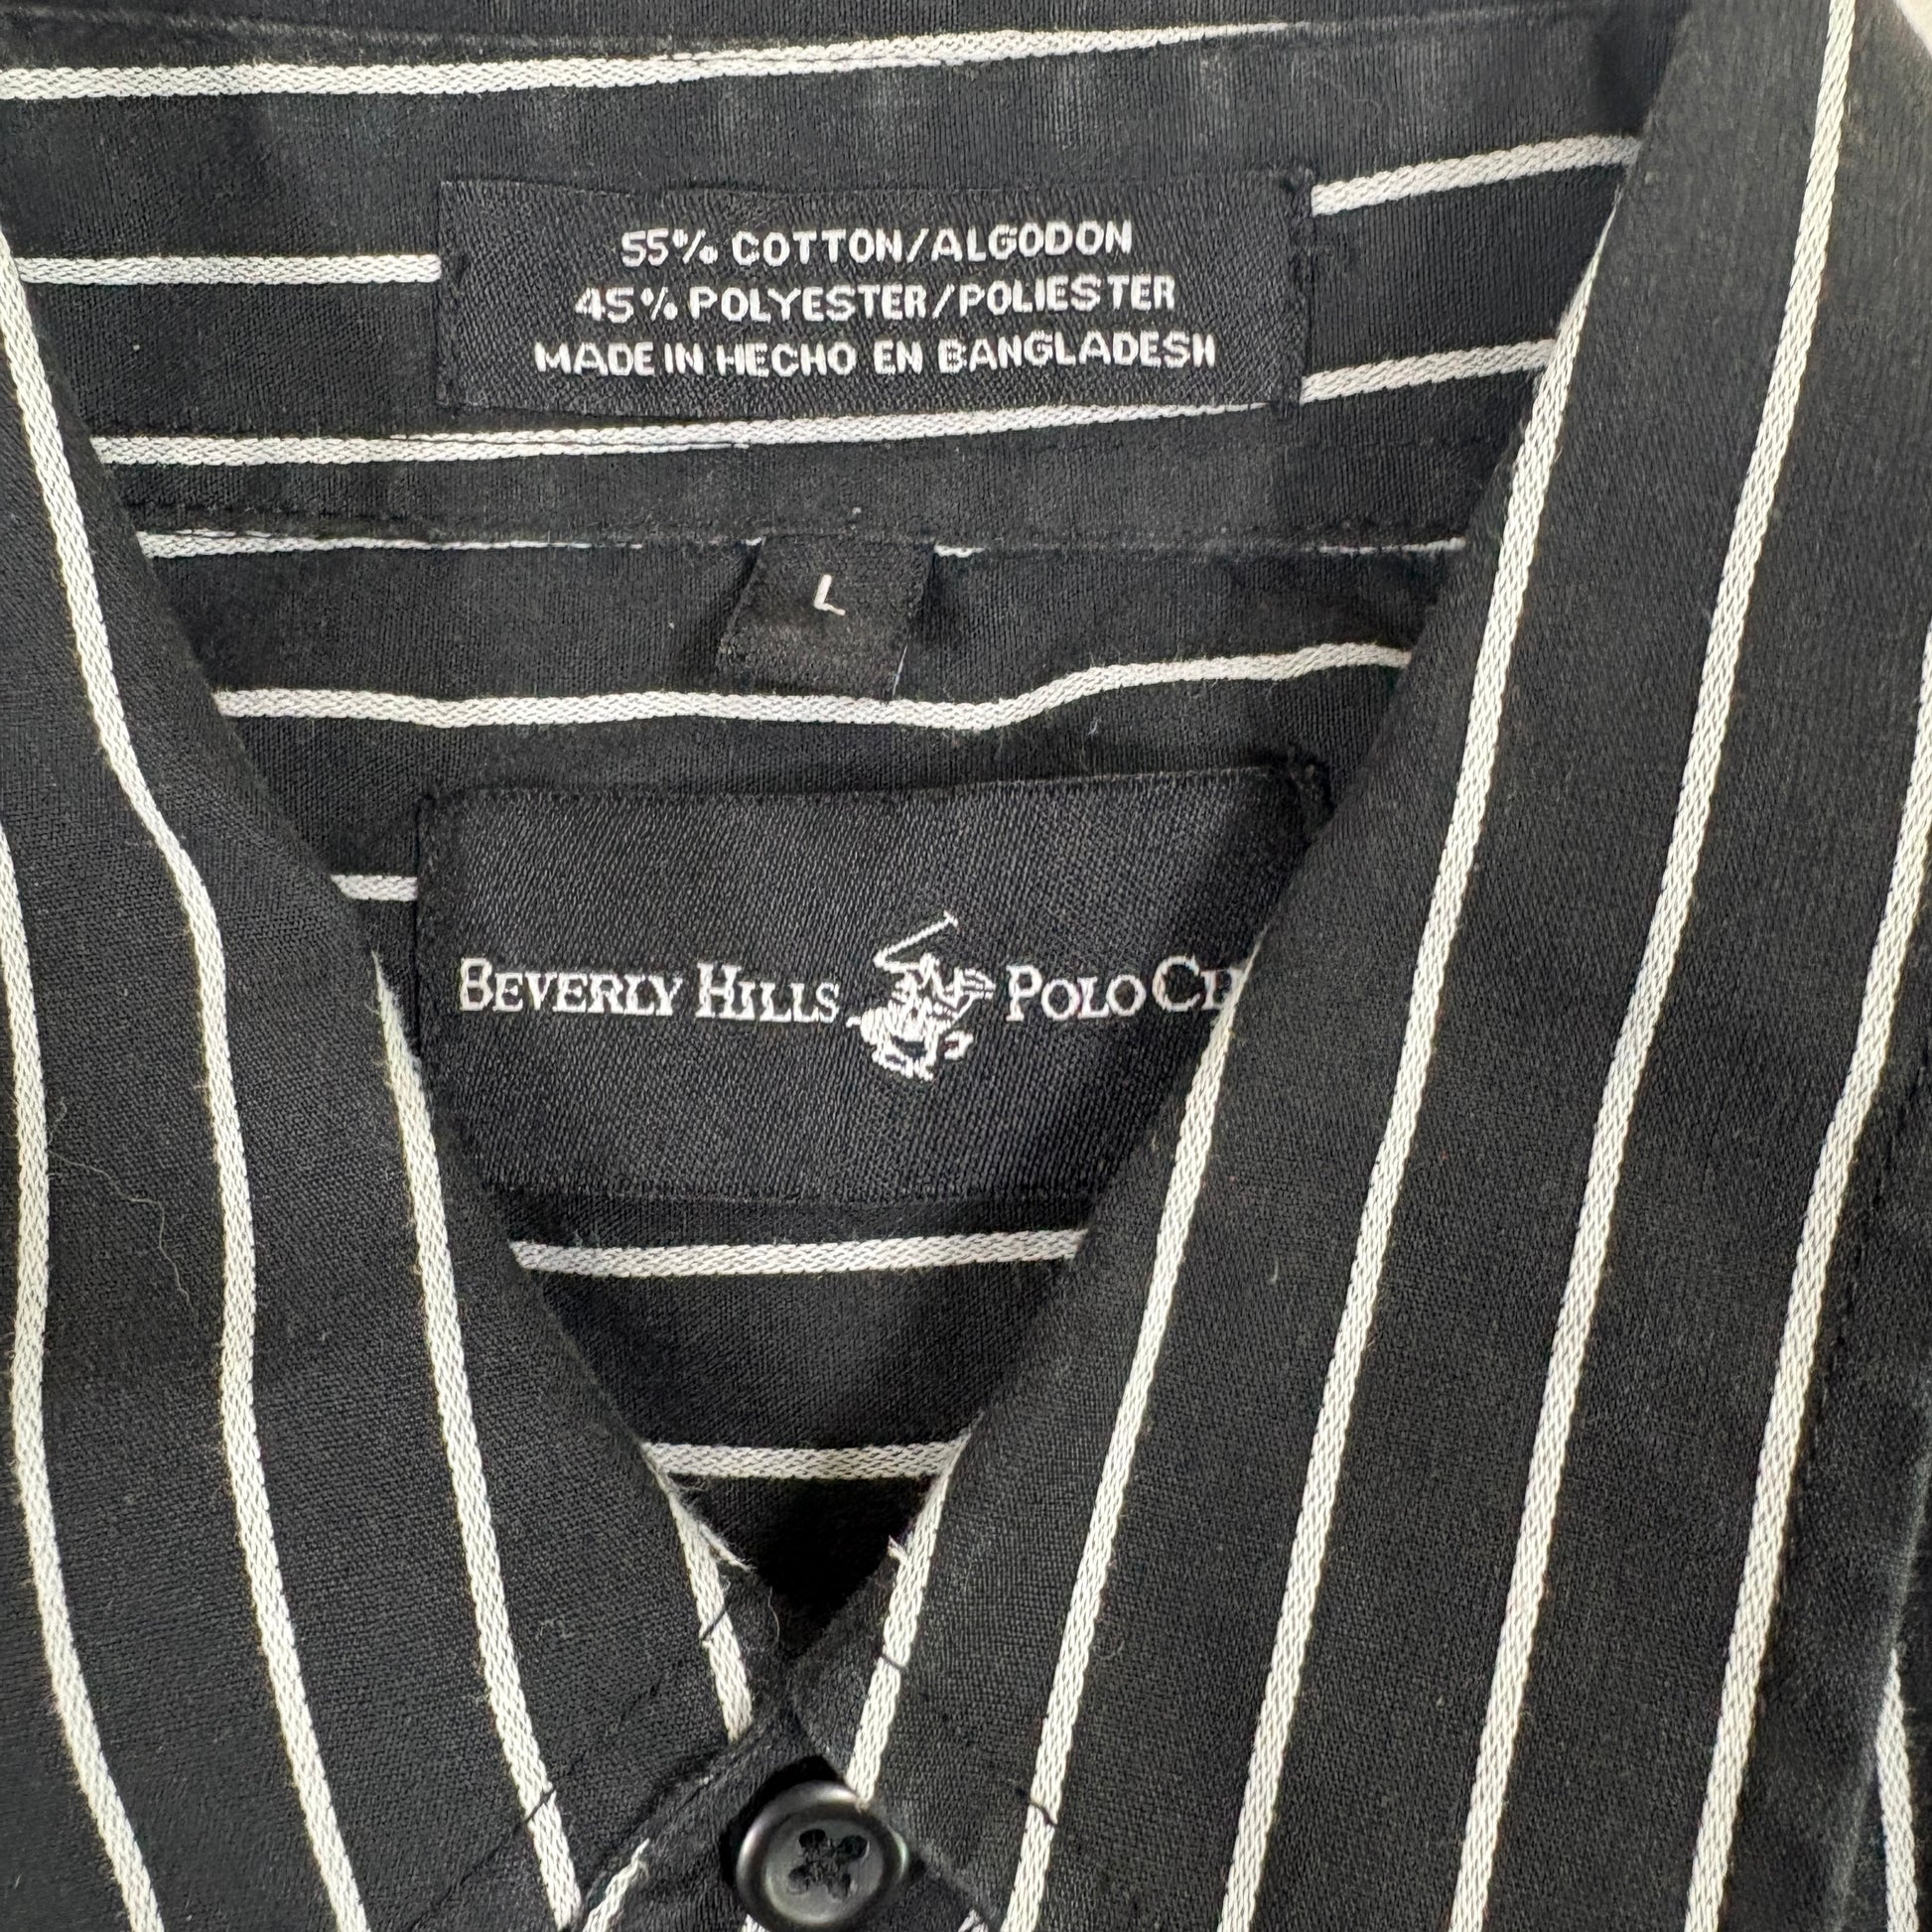 55% COTTON/ALGODON
45% POLYESTER/POLIESTER
MADE IN HECHO EN BANGLADESH
L
BEVERLY HILLS POLO